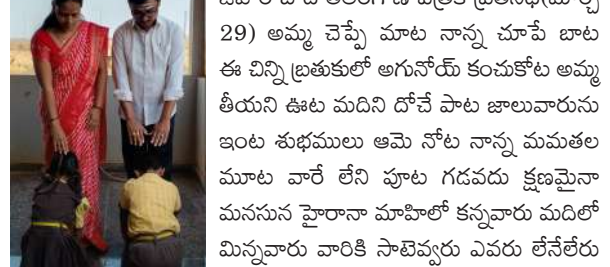 29) అమ్మ చెప్పే మాట నాన్న చూపే బాట
ఈ చిన్ని బ్రతుకులో అగునోయ్ కంచుకోట అమ్మ
తీయని ఊట మదిని దోచే పాట జాలువారును
ఇంట శుభములు ఆమె నోట నాన్న మమతల
మూట వారే లేని పూట గడవదు క్షణమైనా
మనసున హైరానా మాహిలో కన్నవారు మదిలో
మిన్నవారు వారికి సాటెవ్వరు ఎవరు లేనేలేరు